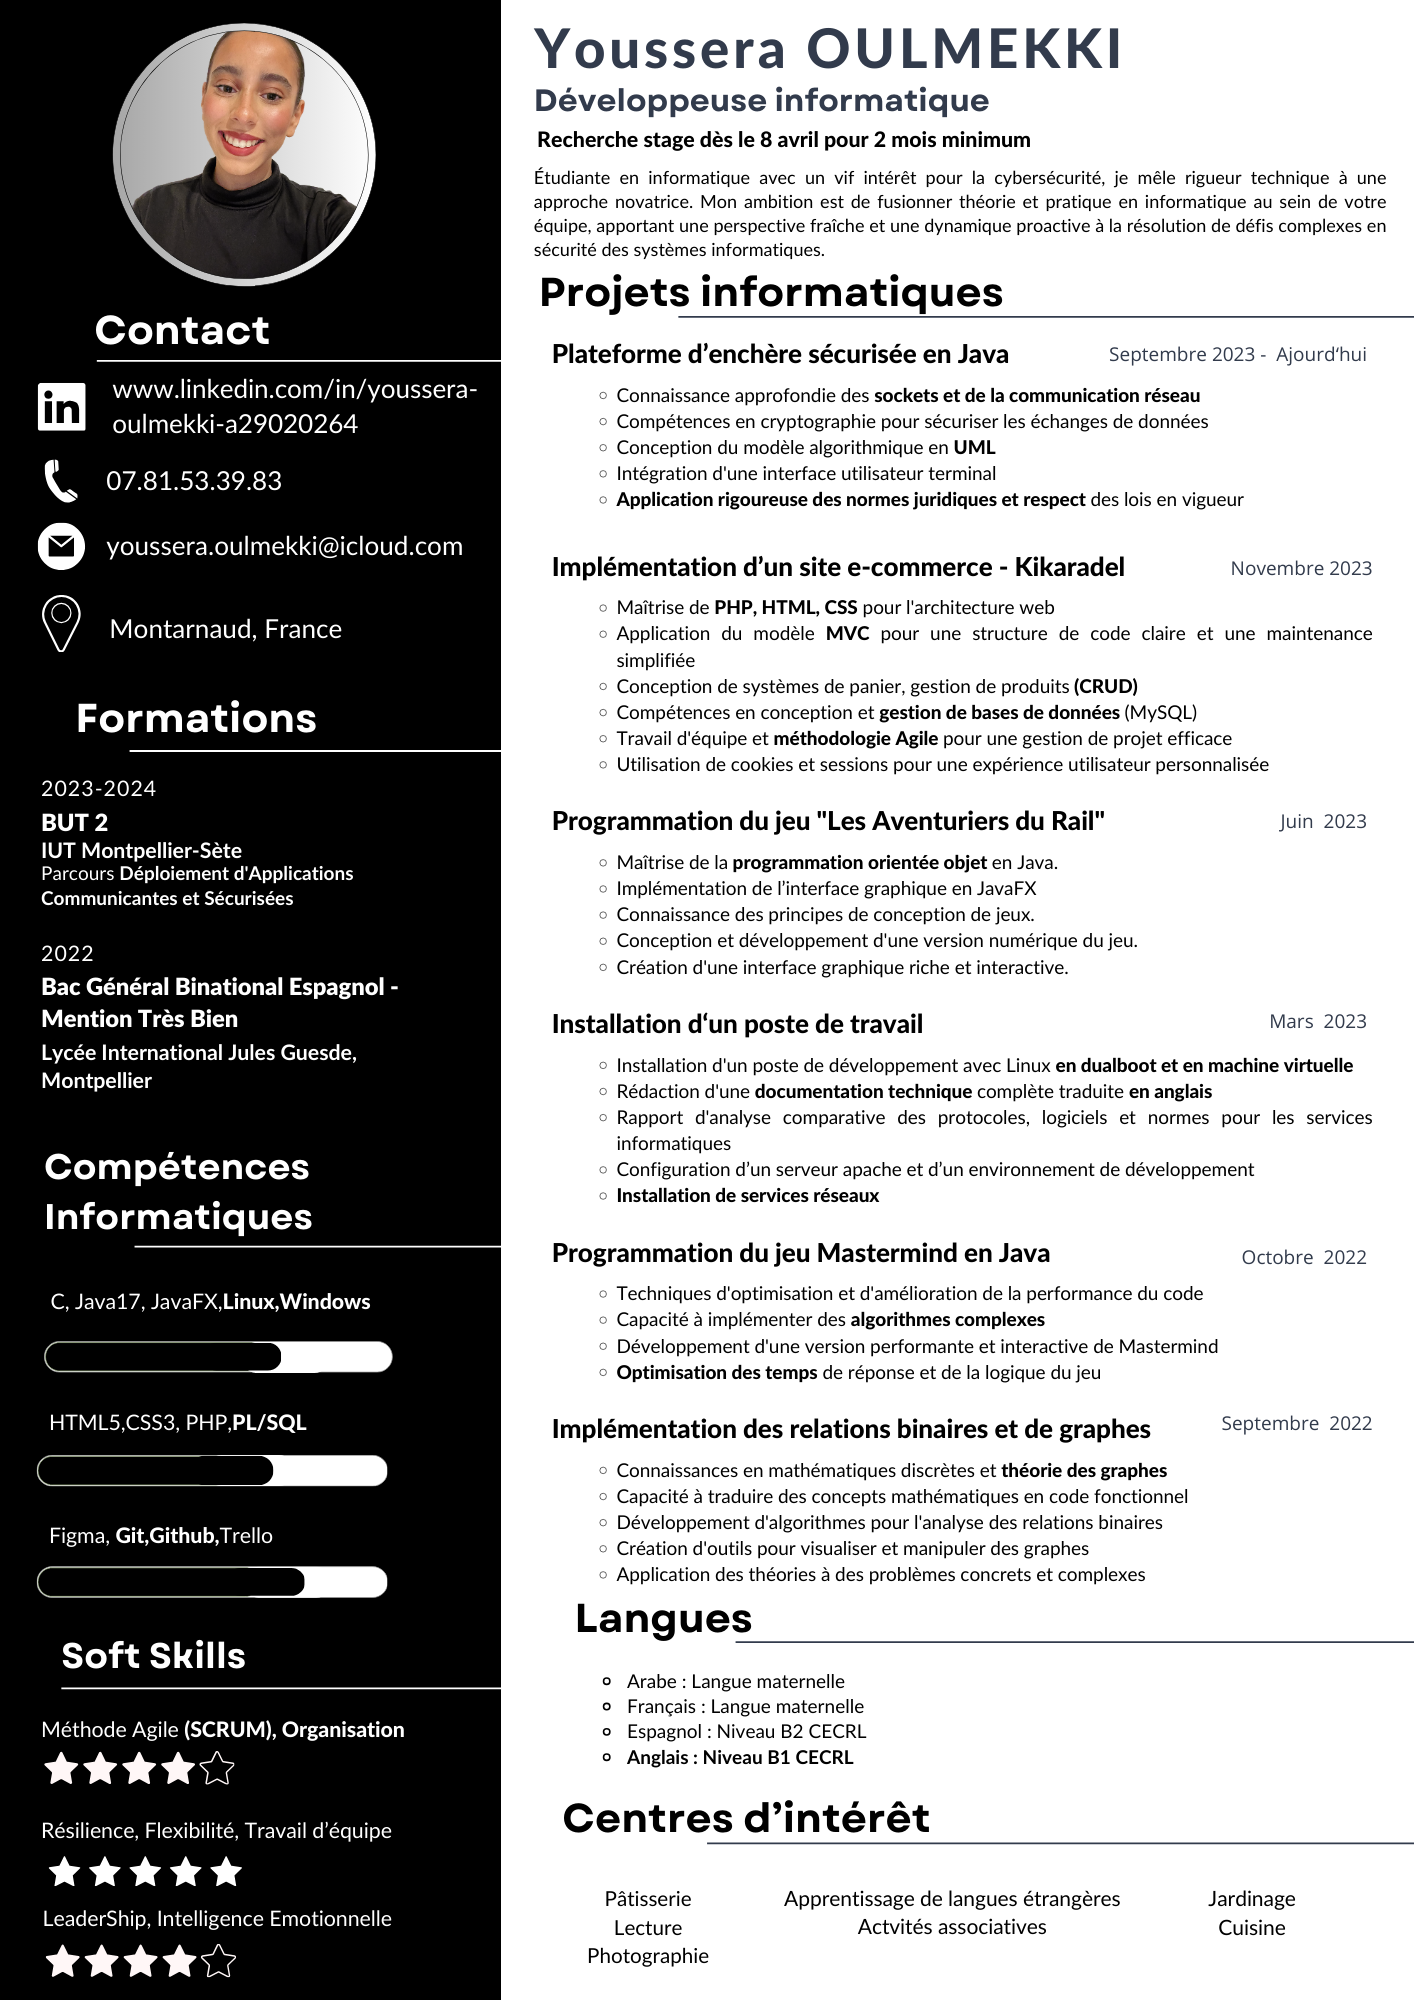 Contact
www.linkedin.com/in/youssera-
oulmekki-a29020264
07.81.53.39.83
youssera.oulmekki@icloud.com
Montarnaud, France
Formations
2023-2024
BUT 2
IUT Montpellier-Sète
Parcours Déploiement d'Applications
Communicantes et Sécurisées
2022
Bac Général Binational Espagnol -
Mention Très Bien
Lycée International Jules Guesde,
Montpellier
Compétences
Informatiques
C, Java17, JavaFX,Linux,Windows
HTML5,CSS3, PHP,PL/SQL
Figma, Git,Github,Trello
Soft Skills
Méthode Agile (SCRUM), Organisation
Résilience, Flexibilité, Travail d’équipe
LeaderShip, Intelligence Emotionnelle
Youssera OULMEKKI
Développeuse informatique
Recherche stage dès le 8 avril pour 2 mois minimum
Étudiante en informatique avec un vif intérêt pour la cybersécurité, je mêle rigueur technique à une
approche novatrice. Mon ambition est de fusionner théorie et pratique en informatique au sein de votre
équipe, apportant une perspective fraîche et une dynamique proactive à la résolution de défis complexes en
sécurité des systèmes informatiques.
Projets informatiques
Plateforme d’enchère sécurisée en Java Septembre 2023 - Ajourd‘hui
Connaissance approfondie des sockets et de la communication réseau
Compétences en cryptographie pour sécuriser les échanges de données
Conception du modèle algorithmique en UML
Intégration d'une interface utilisateur terminal
Application rigoureuse des normes juridiques et respect des lois en vigueur
Implémentation d’un site e-commerce - Kikaradel Novembre 2023
Maîtrise de PHP, HTML, CSS pour l'architecture web
Application du modèle MVC pour une structure de code claire et une maintenance
simplifiée
Conception de systèmes de panier, gestion de produits (CRUD)
Compétences en conception et gestion de bases de données (MySQL)
Travail d'équipe et méthodologie Agile pour une gestion de projet efficace
Utilisation de cookies et sessions pour une expérience utilisateur personnalisée
Programmation du jeu "Les Aventuriers du Rail" Juin 2023
Maîtrise de la programmation orientée objet en Java.
Implémentation de l’interface graphique en JavaFX
Connaissance des principes de conception de jeux.
Conception et développement d'une version numérique du jeu.
Création d'une interface graphique riche et interactive.
Installation d‘un poste de travail Mars 2023
Installation d'un poste de développement avec Linux en dualboot et en machine virtuelle
Rédaction d'une documentation technique complète traduite en anglais
Rapport d'analyse comparative des protocoles, logiciels et normes pour les services
informatiques
Configuration d’un serveur apache et d’un environnement de développement
Installation de services réseaux
Programmation du jeu Mastermind en Java Octobre 2022
Techniques d'optimisation et d'amélioration de la performance du code
Capacité à implémenter des algorithmes complexes
Développement d'une version performante et interactive de Mastermind
Optimisation des temps de réponse et de la logique du jeu
Implémentation des relations binaires et de graphes Septembre 2022
Connaissances en mathématiques discrètes et théorie des graphes
Capacité à traduire des concepts mathématiques en code fonctionnel
Développement d'algorithmes pour l'analyse des relations binaires
Création d'outils pour visualiser et manipuler des graphes
Application des théories à des problèmes concrets et complexes
Langues
Arabe : Langue maternelle
Français : Langue maternelle
Espagnol : Niveau B2 CECRL
Anglais : Niveau B1 CECRL
Centres d’intérêt
Pâtisserie Apprentissage de langues étrangères Jardinage
Lecture Actvités associatives Cuisine
Photographie